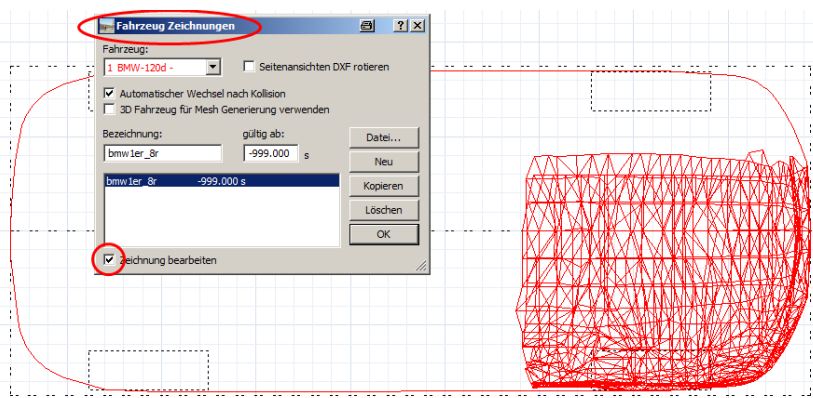 Fahrzeug Zeichnungen
Fahrzeug:
1 BMW-120d -
Seitenansichten DXF rotieren
Automatischer Wechsel nach Kollision
3D Fahrzeug für Mesh Generierung verwenden
Bezeichnung: gültig ab:
bmw1er_8r -999.000 s
bmw1er_8r -999.000 s
Datei...
Neu
Kopieren
Löschen
OK
Zeichnung bearbeiten